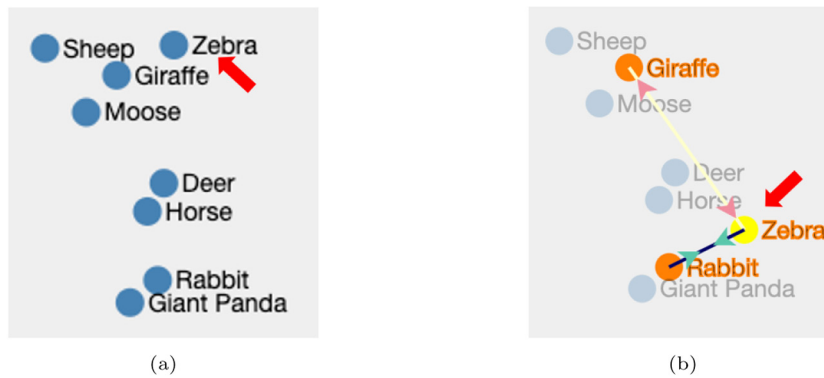 Sheep
Zebra
Giraffe
Moose
Deer
Horse
Rabbit
Giant Panda
(a)
Sheep
Giraffe
Moose
Deer
Horse
Zebra
Rabbit
Giant Panda
(b)